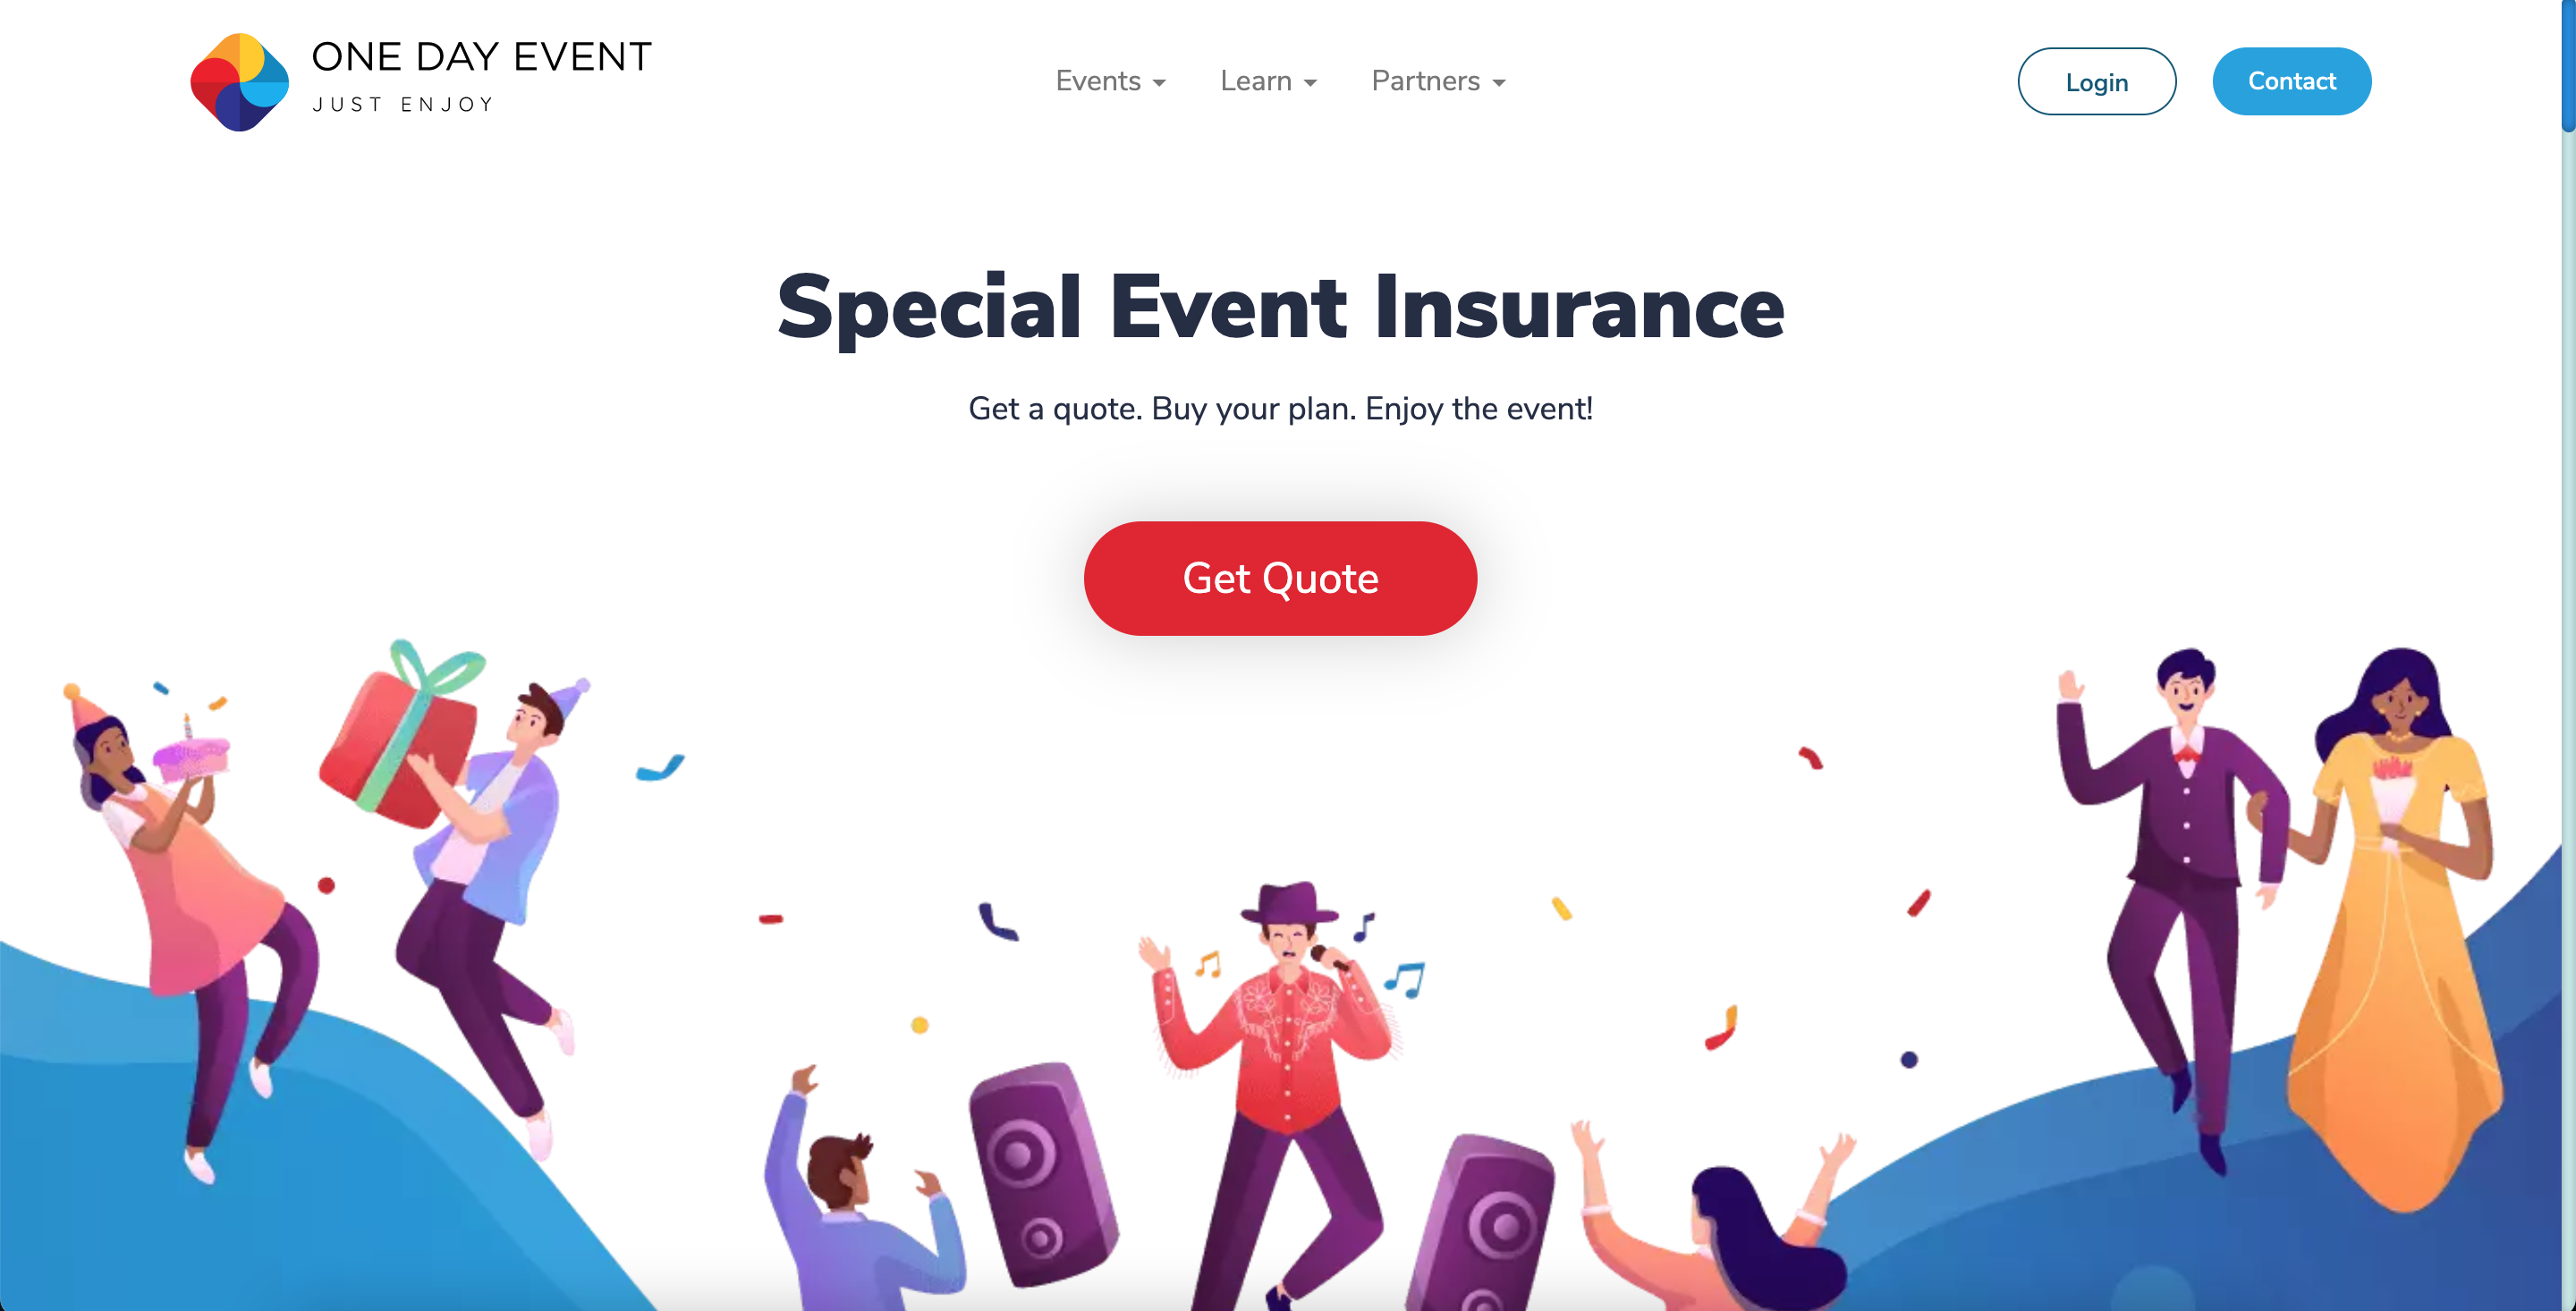 ONE DAY EVENT
JUST ENJOY
Events
Learn
Partners
Login
Contact
Special Event Insurance
Get a quote. Buy your plan. Enjoy the event!
Get Quote